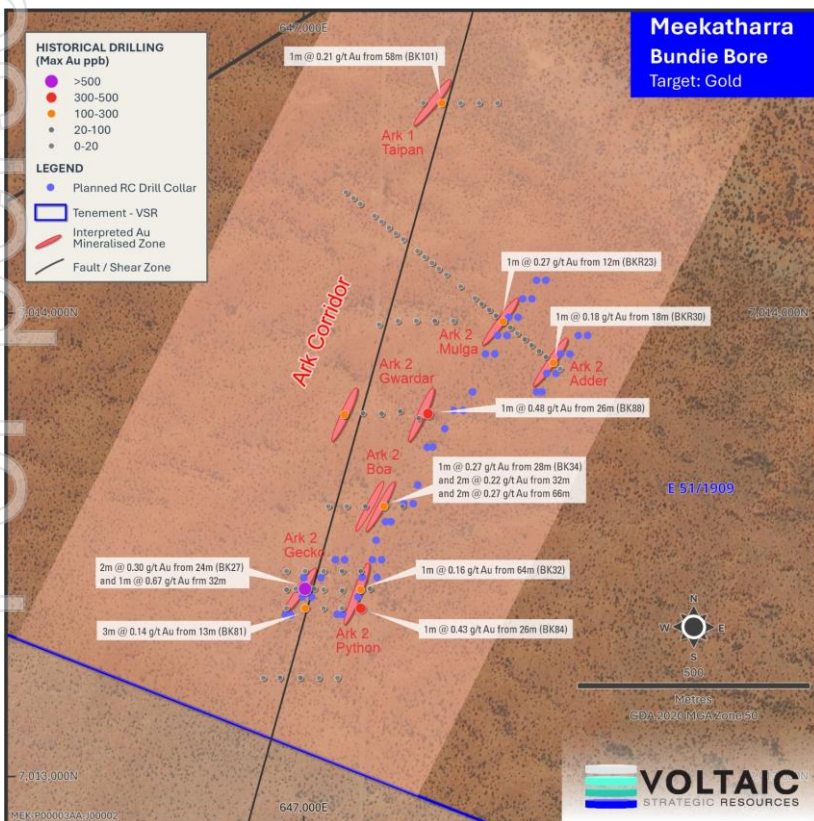 Meekatharra
Bundie Bore
Target: Gold
HISTORICAL DRILLING
(Max Au ppb)
>500
300-500
100-300
20-100
0-20
LEGEND
Planned RC Drill Collar
Tenement - VSR
Interpreted Au
Mineralised Zone
Fault / Shear Zone
647,000E
1m @ 0.21 g/t Au from 58m (BK101)
Ark 1
Taipan
1m @ 0.27 g/t Au from 12m (BKR23)
7,014,000N
7,014,000N
1m @ 0.18 g/t Au from 18m (BKR30)
Ark Corridor
Ark 2
Mulga
Ark 2
Adder
Ark 2
Gwardar
1m @ 0.48 g/t Au from 26m (BK88)
Ark 2
Boa
1m @ 0.27 g/t Au from 28m (BK34)
and 2m @ 0.22 g/t Au from 32m
and 2m @ 0.27 g/t Au from 66m
E 51/1909
Ark 2
Gecko
2m @ 0.30 g/t Au from 24m (BK27)
and 1m @ 0.67 g/t Au frm 32m
1m @ 0.16 g/t Au from 64m (BK32)
3m @ 0.14 g/t Au from 13m (BK81)
1m @ 0.43 g/t Au from 26m (BK84)
Ark 2
Python
N
W
E
S
500
Metres
GDA 2020 MGA Zone 50
7,013,000N
647,000E
MEK-P00003AA-J00002
VOLTAIC
STRATEGIC RESOURCES